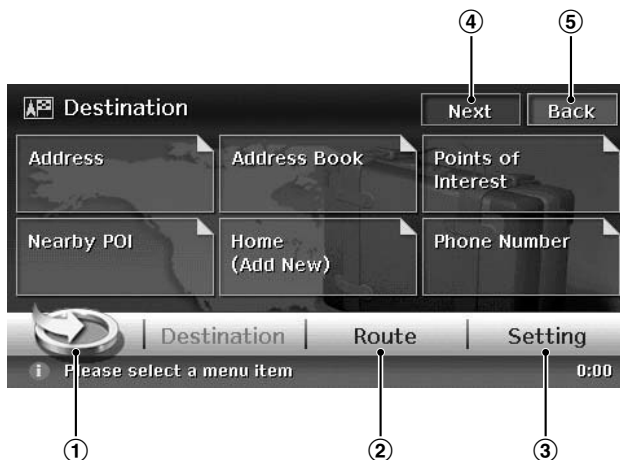 ④ ⑤
Destination Next Back
Address Address Book Points of
Interest
Nearby POI Home
(Add New) Phone Number
Destination Route Setting
i Please select a menu item 0:00
① ② ③